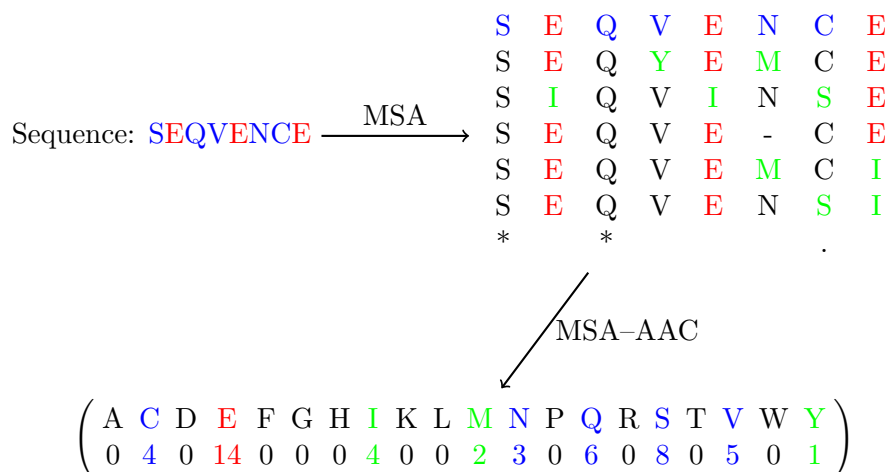 S E Q V E N C E
S E Q Y E M C E
S I Q V I N S E
Sequence: SEQVENCE MSA S E Q V E - C E
S E Q V E M C I
S E Q V E N S I
* * .
MSA–AAC
( A C D E F G H I K L M N P Q R S T V W Y )
0 4 0 14 0 0 0 4 0 0 2 3 0 6 0 8 0 5 0 1